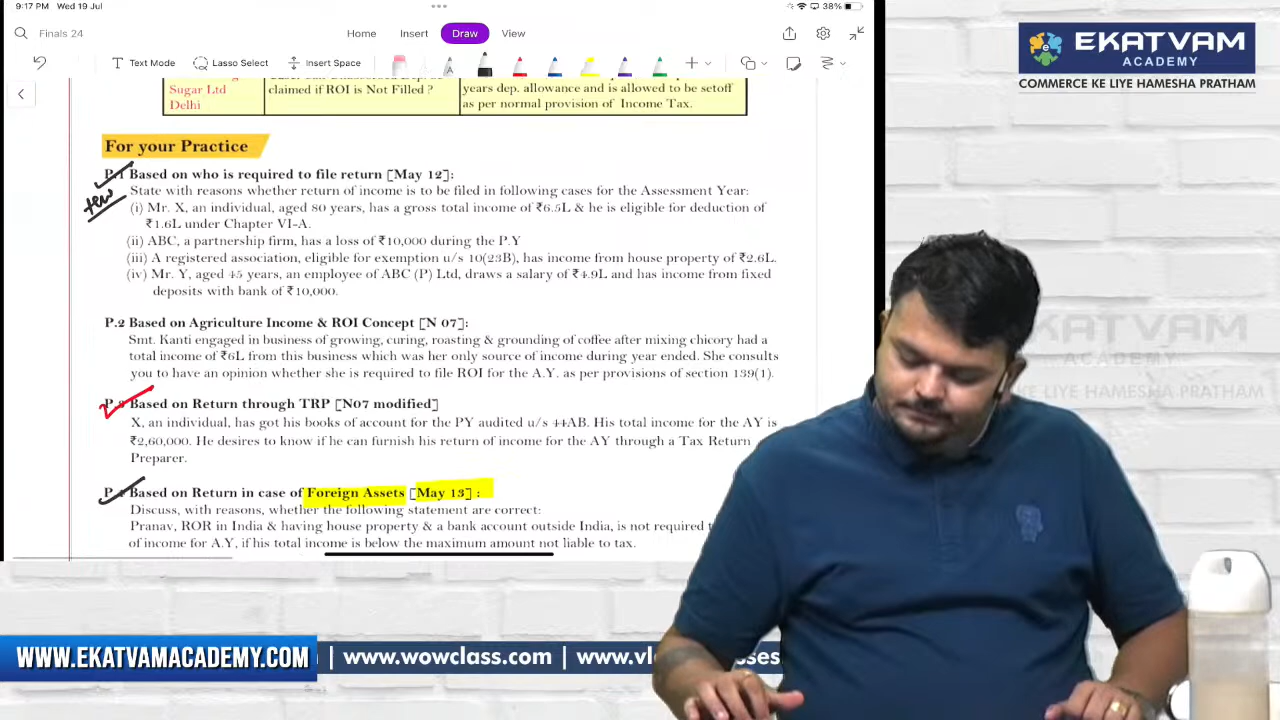 9:17 PM Wed 19 Jul
38%
Finals 24
Home Insert Draw View
Text Mode Lasso Select Insert Space
Sugar Ltd
Delhi
claimed if ROI is Not Filled ?
years dep. allowance and is allowed to be setoff
as per normal provision of Income Tax.
For your Practice
P.1 Based on who is required to file return [May 12]:
State with reasons whether return of income is to be filed in following cases for the Assessment Year:
(i) Mr. X, an individual, aged 80 years, has a gross total income of ₹6.5L & he is eligible for deduction of
₹1.6L under Chapter VI-A.
(ii) ABC, a partnership firm, has a loss of ₹10,000 during the P.Y
(iii) A registered association, eligible for exemption u/s 10(23B), has income from house property of ₹2.6L.
(iv) Mr. Y, aged 45 years, an employee of ABC (P) Ltd, draws a salary of ₹4.9L and has income from fixed
deposits with bank of ₹10,000.
P.2 Based on Agriculture Income & ROI Concept [N 07]:
Smt. Kanti engaged in business of growing, curing, roasting & grounding of coffee after mixing chicory had a
total income of ₹6L from this business which was her only source of income during year ended. She consults
you to have an opinion whether she is required to file ROI for the A.Y. as per provisions of section 139(1).
Based on Return through TRP [N07 modified]
X, an individual, has got his books of account for the PY audited u/s 44AB. His total income for the AY is
₹2,60,000. He desires to know if he can furnish his return of income for the AY through a Tax Return
Preparer.
Based on Return in case of Foreign Assets [May 13] :
Discuss, with reasons, whether the following statement are correct:
Pranav, ROR in India & having house property & a bank account outside India, is not required
of income for A.Y, if his total income is below the maximum amount not liable to tax.
EKATVAM
ACADEMY
COMMERCE KE LIYE HAMESHA PRATHAM
EKATVAM
ACADEMY
KE LIYE HAMESHA PRATHAM
WWW.EKATVAMACADEMY.COM
| www.wowclass.com | www.vl